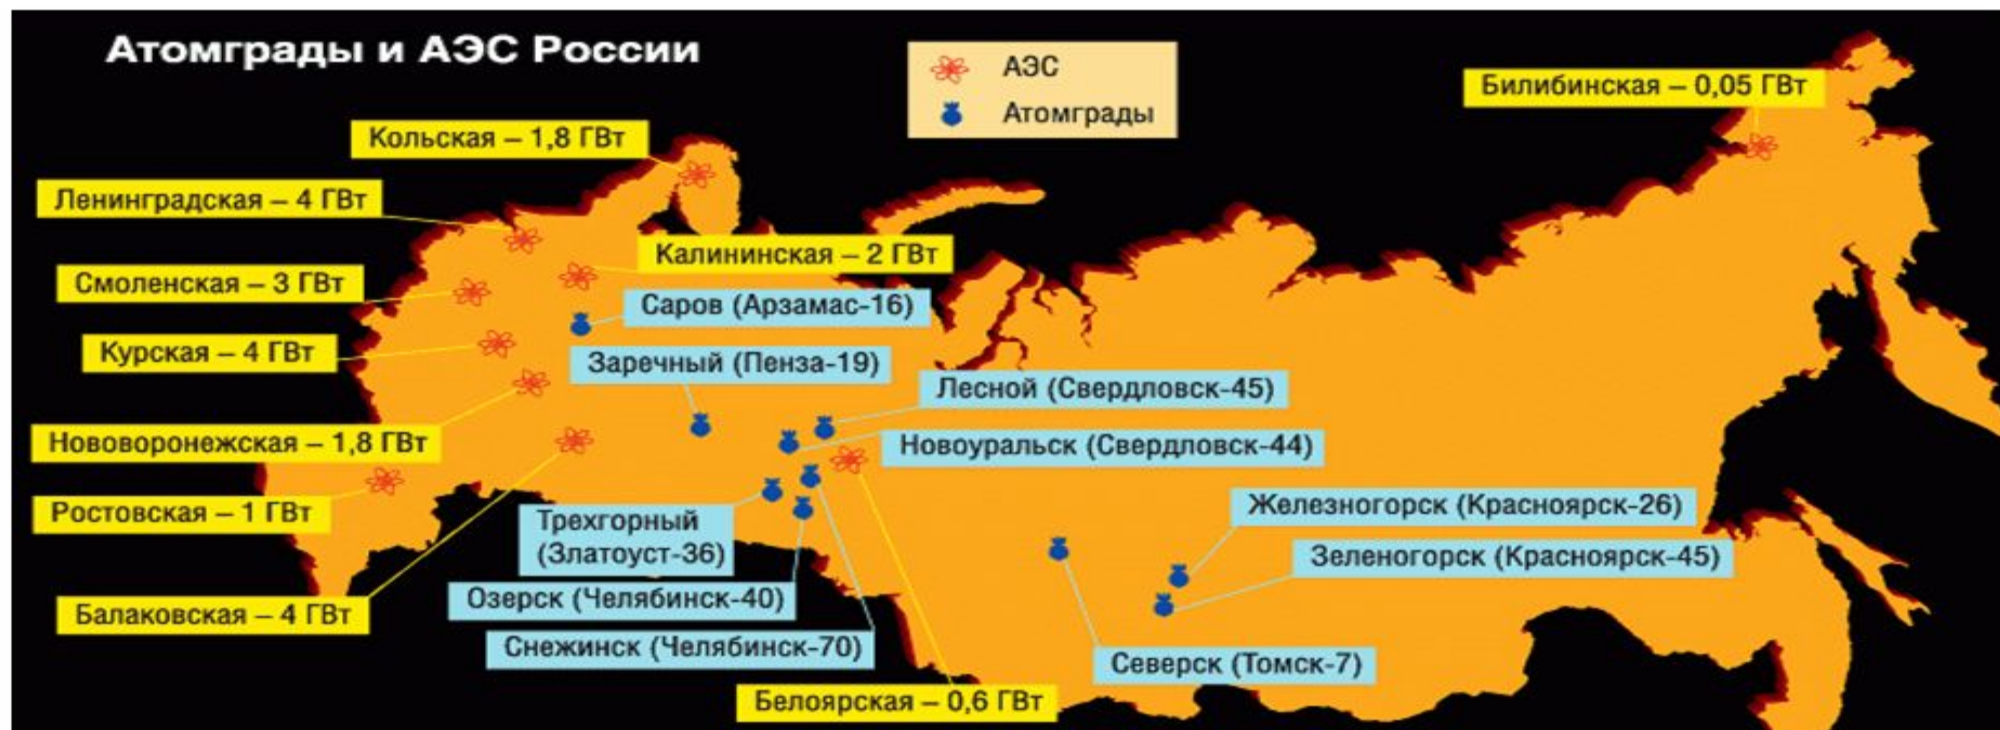 Атомграды и АЭС России
АЭС
Атомграды
Билибинская – 0,05 ГВт
Кольская – 1,8 ГВт
Ленинградская – 4 ГВт
Калининская – 2 ГВт
Смоленская – 3 ГВт
Саров (Арзамас-16)
Курская – 4 ГВт
Заречный (Пенза-19)
Лесной (Свердловск-45)
Нововоронежская – 1,8 ГВт
Новоуральск (Свердловск-44)
Ростовская – 1 ГВт
Трехгорный
(Златоуст-36)
Железногорск (Красноярск-26)
Зеленогорск (Красноярск-45)
Озерск (Челябинск-40)
Балаковская – 4 ГВт
Снежинск (Челябинск-70)
Северск (Томск-7)
Белоярская – 0,6 ГВт